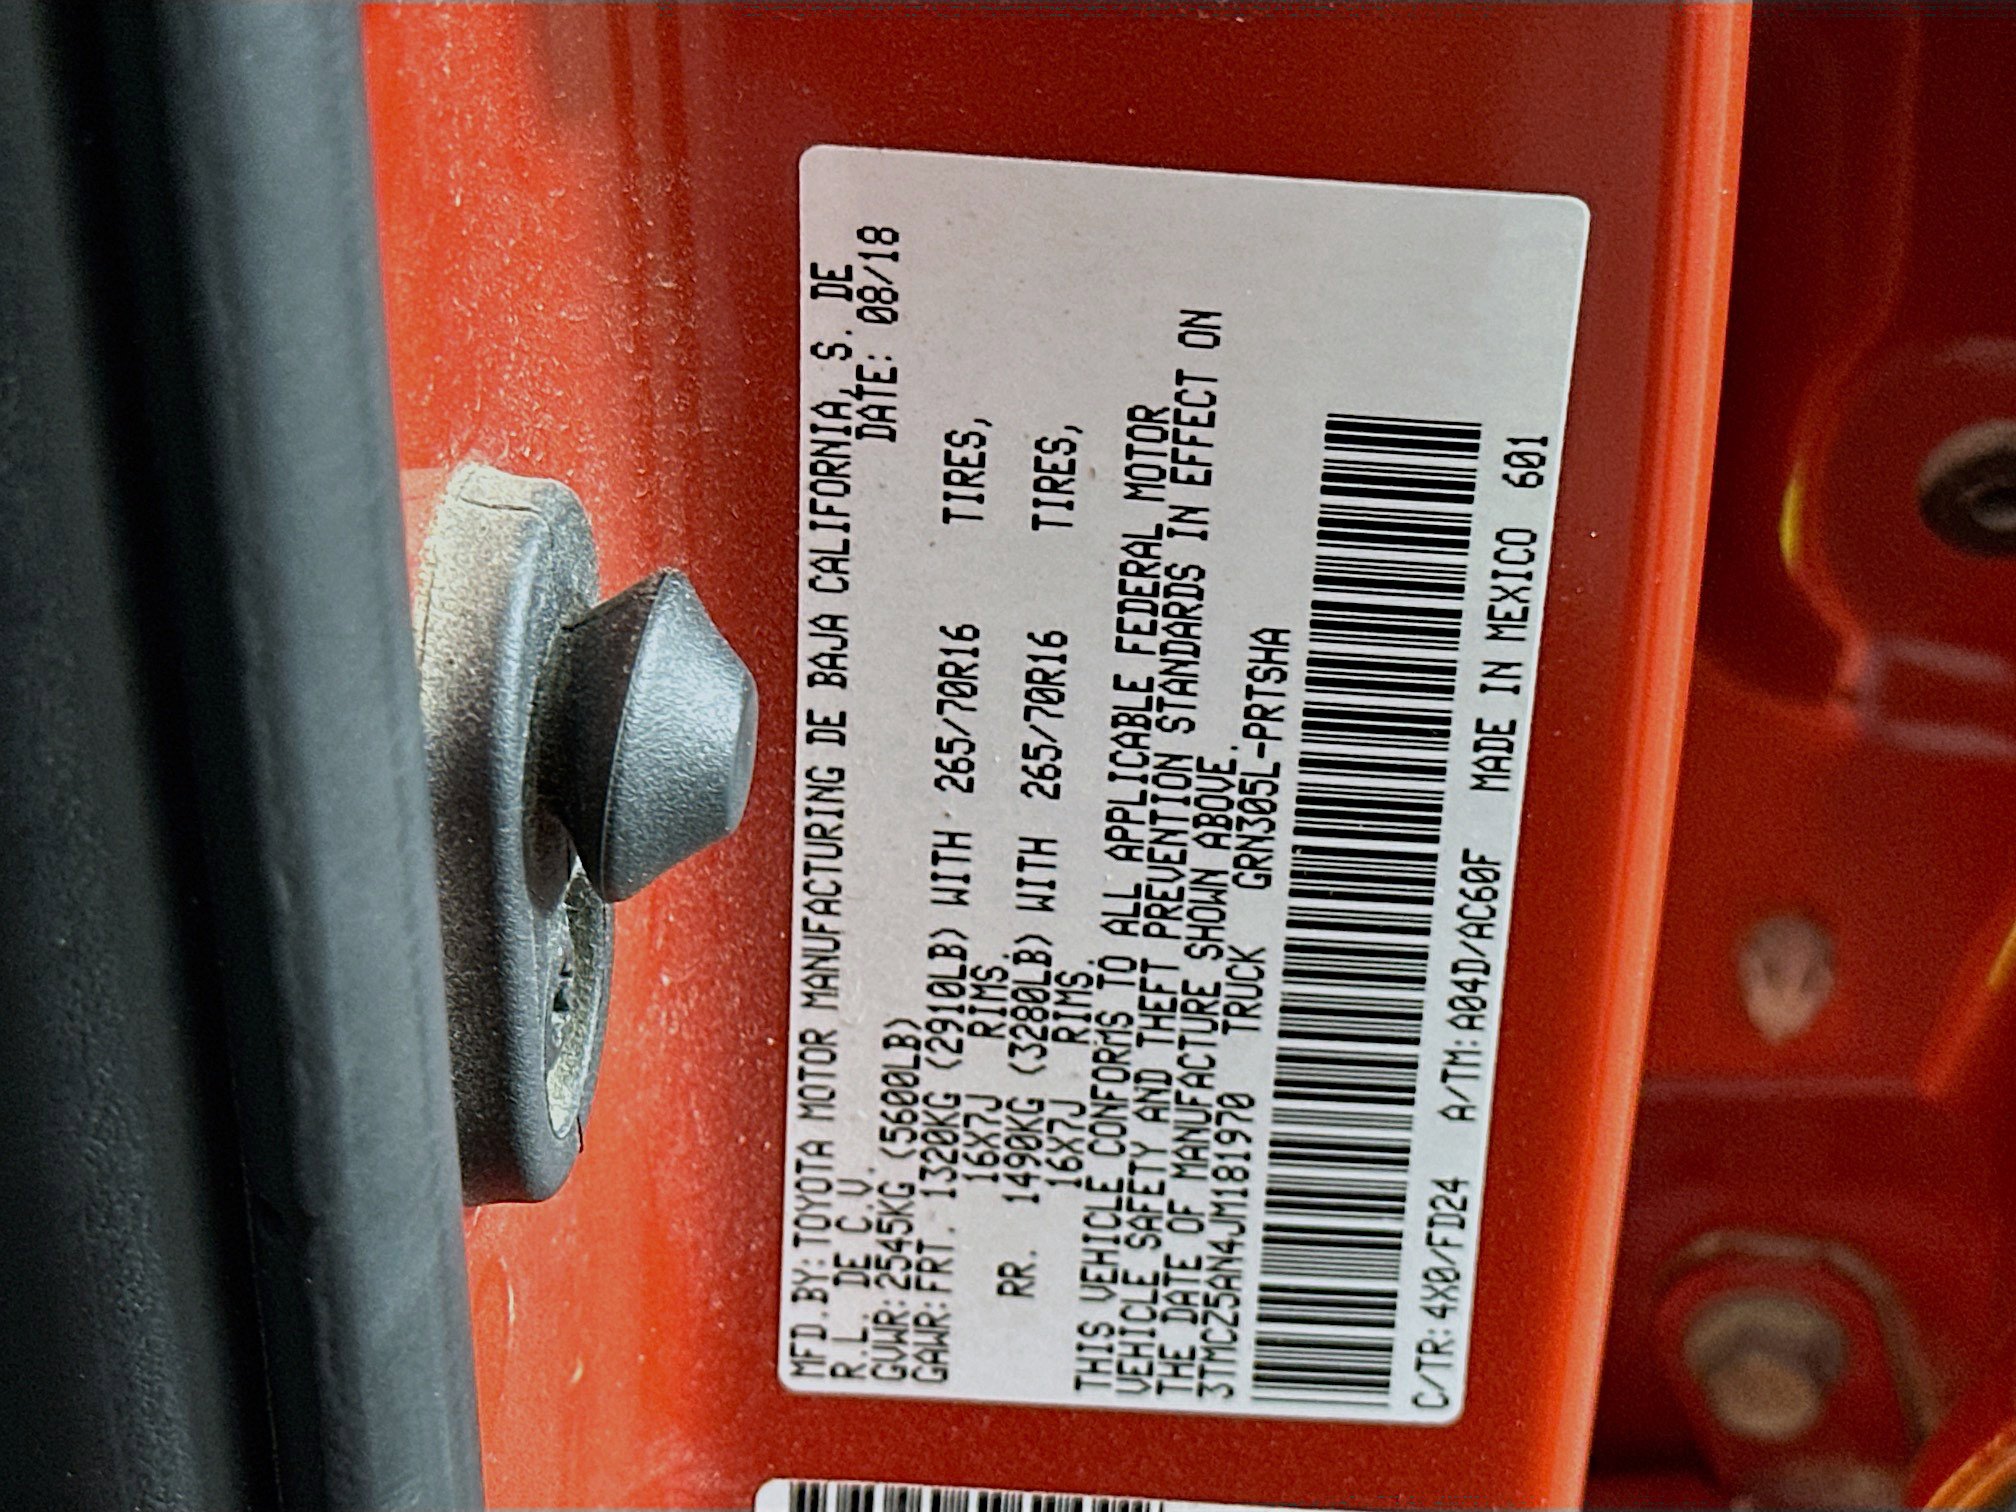 MFD.BY:TOYOTA MOTOR MANUFACTURING DE BAJA CALIFORNIA, S. DE
R.L. DE C.V. DATE: 08/18
GVWR:2545KG (5600LB)
GAWR:FRT. 1320KG (2910LB) WITH 265/70R16 TIRES,
16X7J RIMS.
RR. 1490KG (3280LB) WITH 265/70R16 TIRES,
16X7J RIMS.
THIS VEHICLE CONFORMS TO ALL APPLICABLE FEDERAL MOTOR
VEHICLE SAFETY AND THEFT PREVENTION STANDARDS IN EFFECT ON
THE DATE OF MANUFACTURE SHOWN ABOVE.
3TMCZ5AN4JM181970 TRUCK GRN305L-PRTSHA
C/TR:4X0/FD24 A/TM:A04D/AC60F MADE IN MEXICO 601